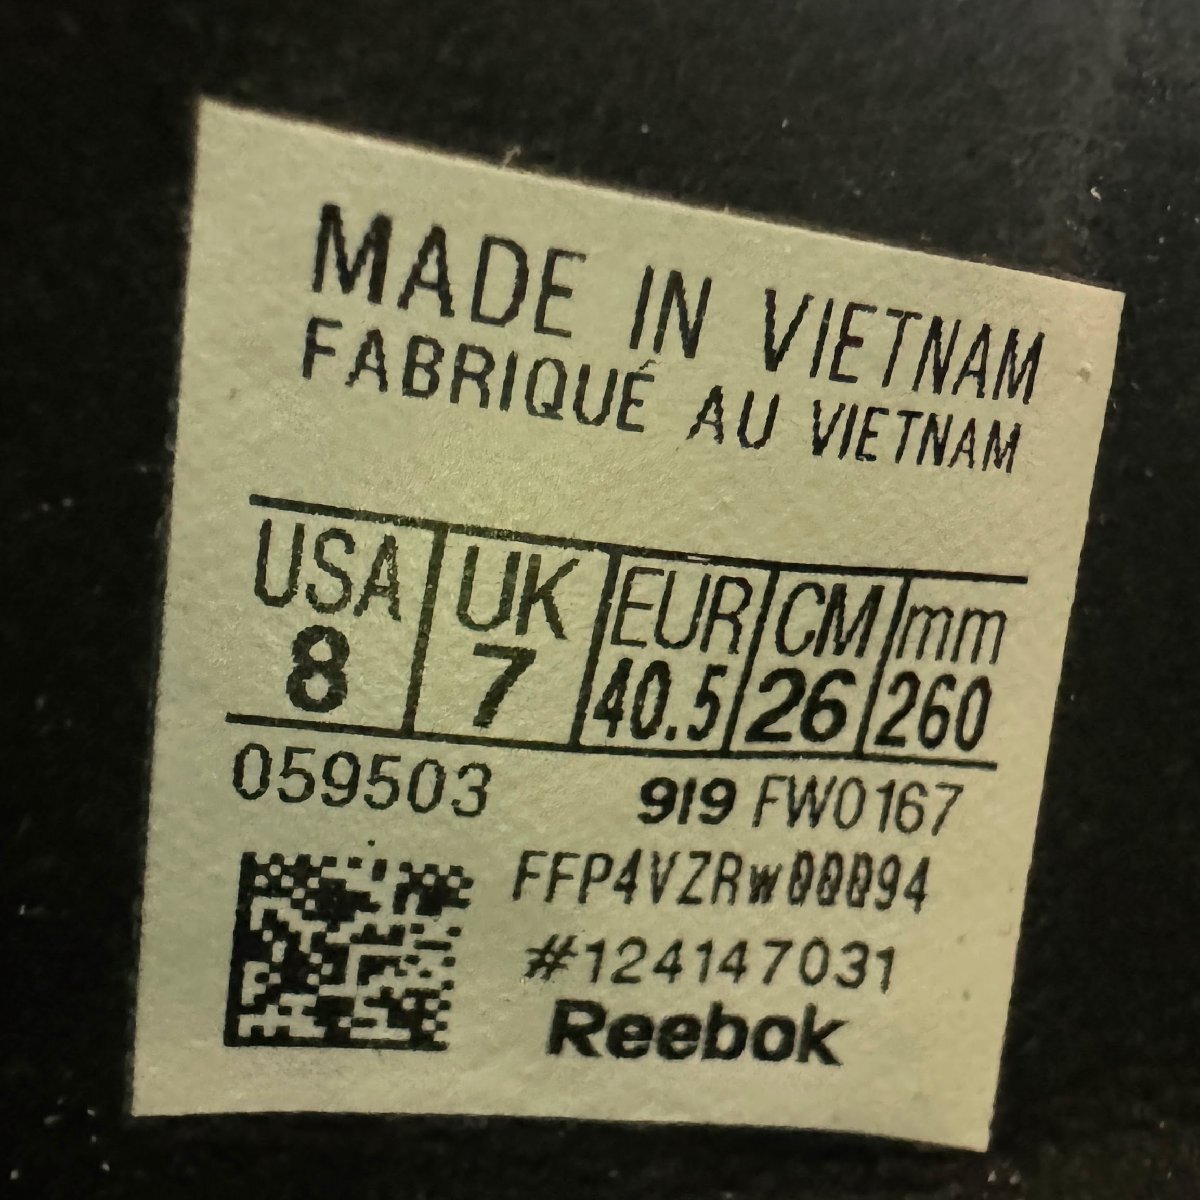 MADE IN VIETNAM
FABRIQUÉ AU VIETNAM
USA UK EUR CM mm
8 7 40.5 26 260
059503 919 FW0167
FFP4VZRW00094
#124147031
Reebok